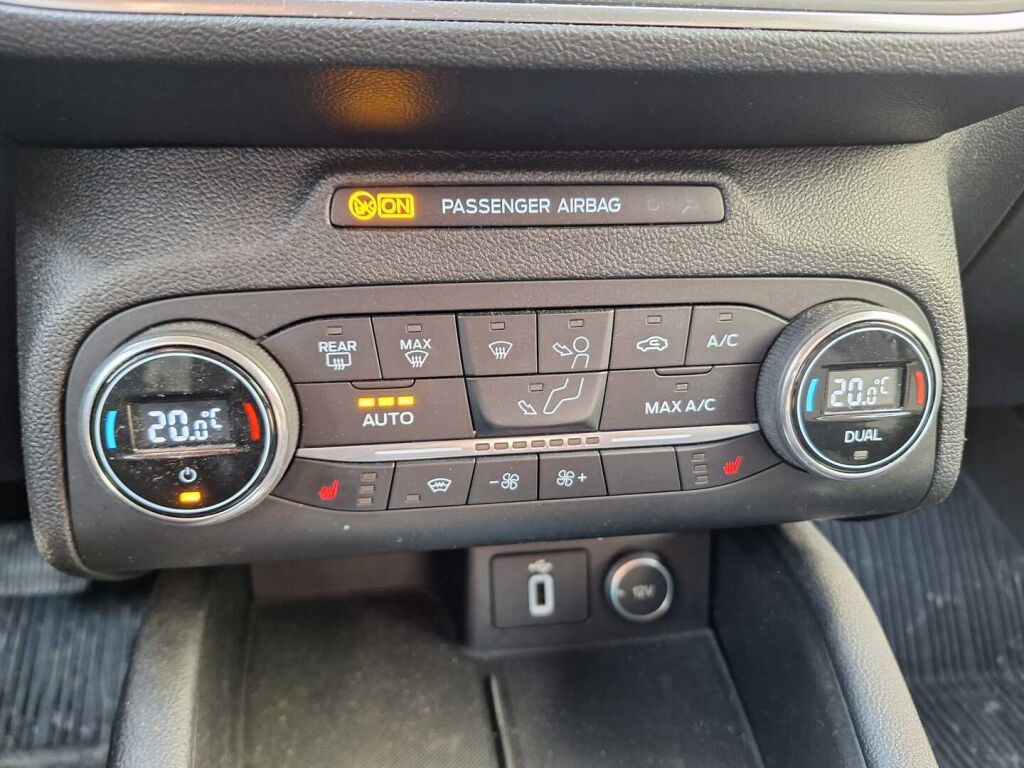 ON PASSENGER AIRBAG
REAR MAX A/C
AUTO MAX A/C
20.0°C 20.0°C
DUAL
- +
12V